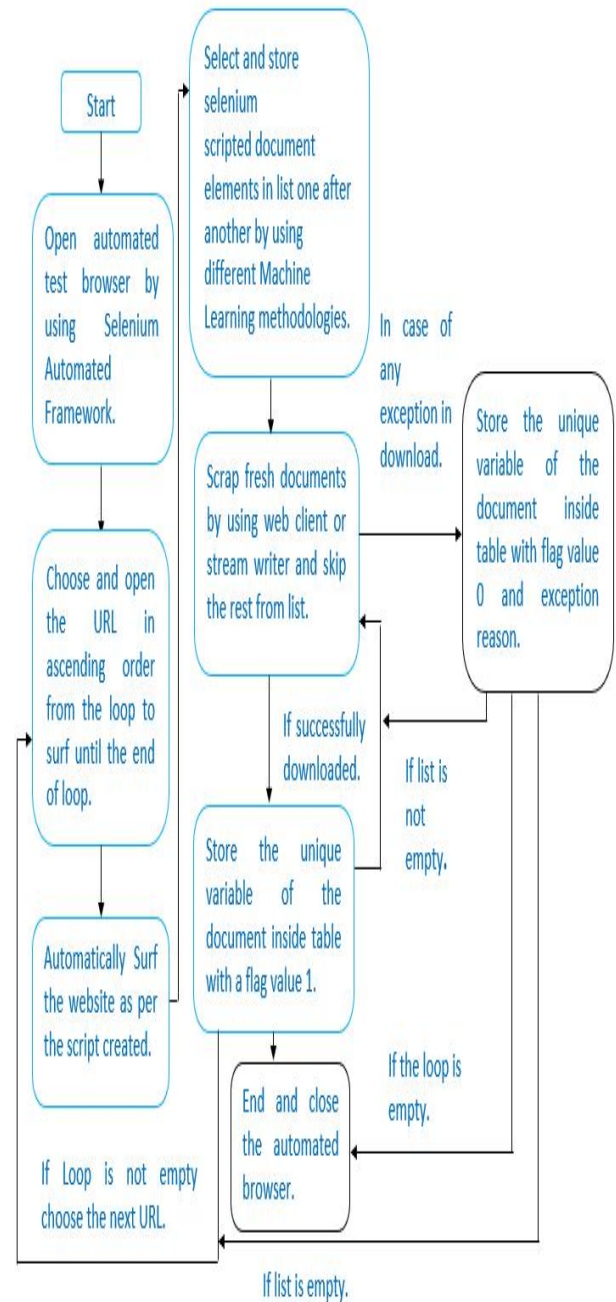 Start
Open automated
test browser by
using Selenium
Automated
Framework.
Choose and open
the URL in
ascending order
from the loop to
surf until the end
of loop.
Automatically Surf
the website as per
the script created.
If Loop is not empty
choose the next URL.
Select and store
selenium
scripted document
elements in list one after
another by using
different Machine
Learning methodologies.
Scrap fresh documents
by using web client or
stream writer and skip
the rest from list.
If successfully
downloaded.
Store the unique
variable of the
document inside table
with a flag value 1.
End and close
the automated
browser.
In case of
any
exception in
download.
Store the unique
variable of the
document inside
table with flag value
0 and exception
reason.
If list is
not
empty.
If the loop is
empty.
If list is empty.